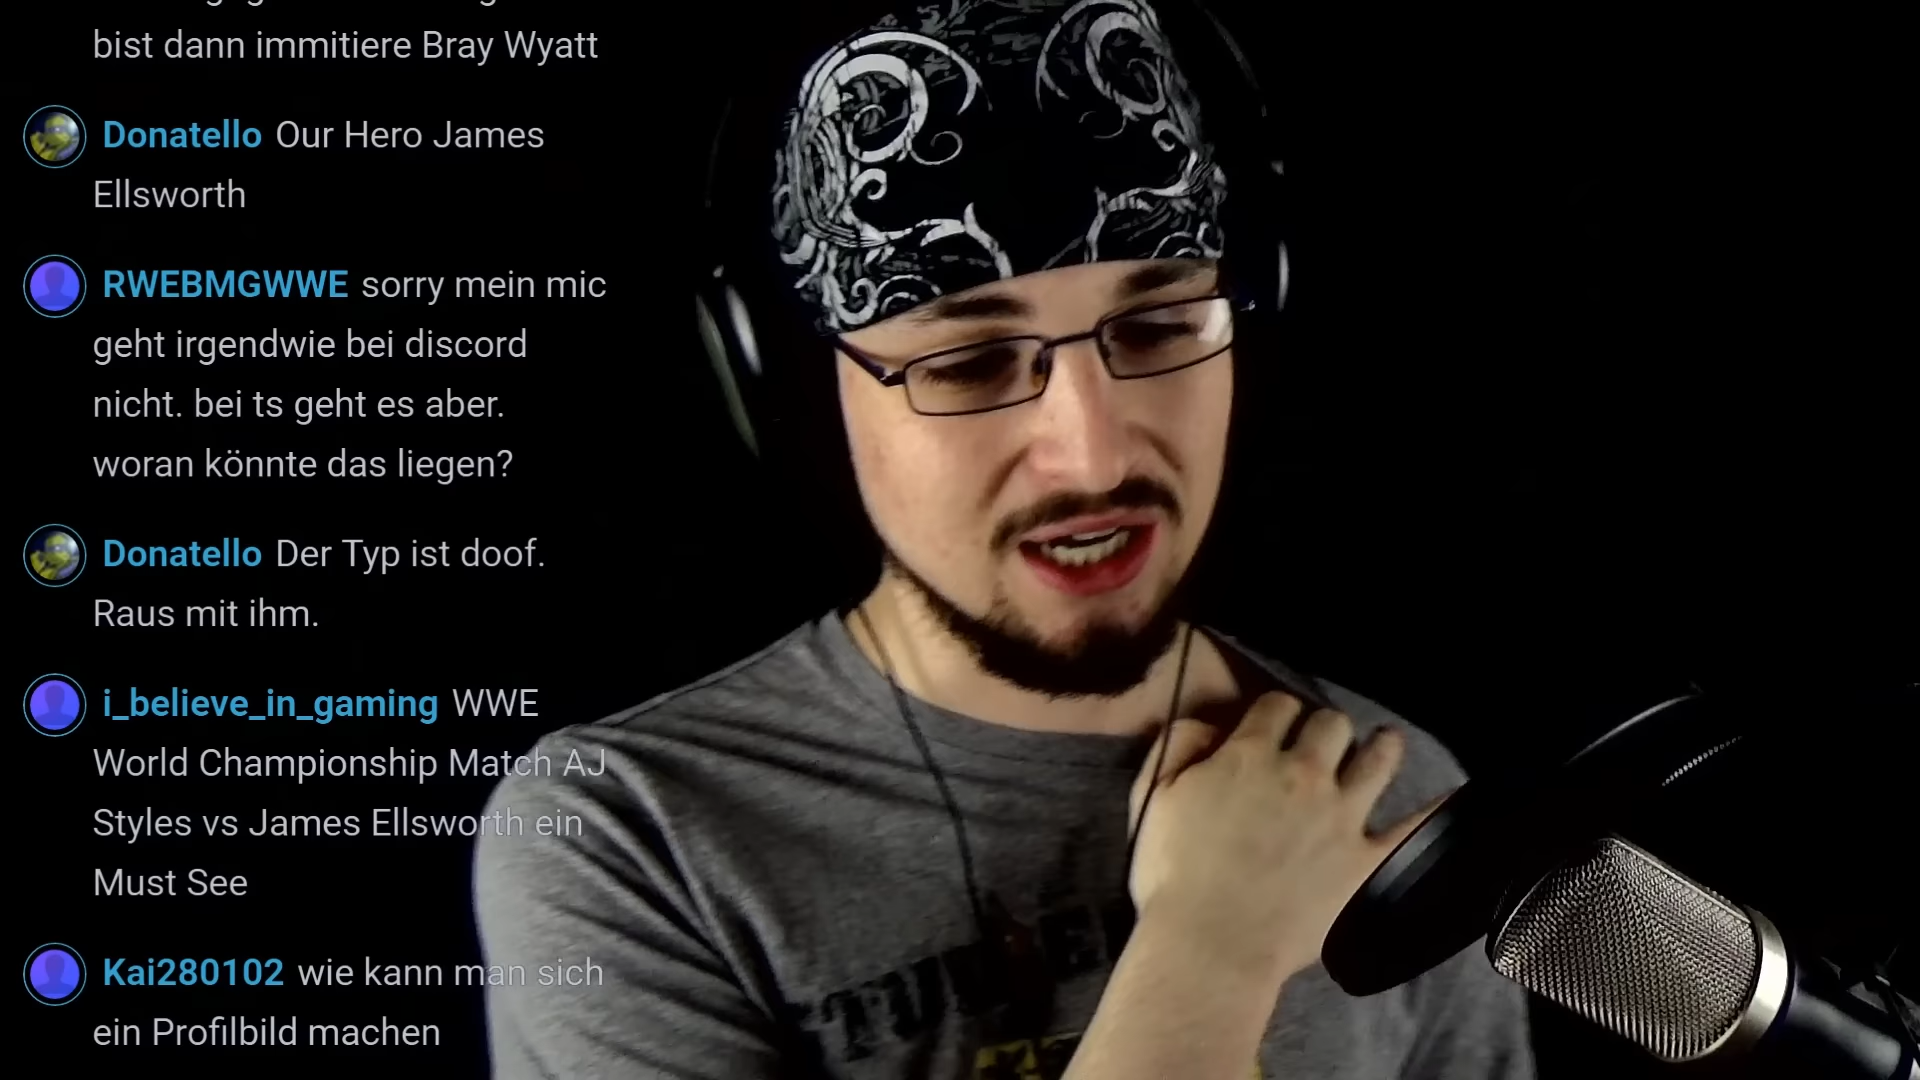 bist dann immitiere Bray Wyatt
Donatello Our Hero James
Ellsworth
RWEBMGWWE sorry mein mic
geht irgendwie bei discord
nicht. bei ts geht es aber.
woran könnte das liegen?
Donatello Der Typ ist doof.
Raus mit ihm.
i_believe_in_gaming WWE
World Championship Match AJ
Styles vs James Ellsworth ein
Must See
Kai280102 wie kann man sich
ein Profilbild machen